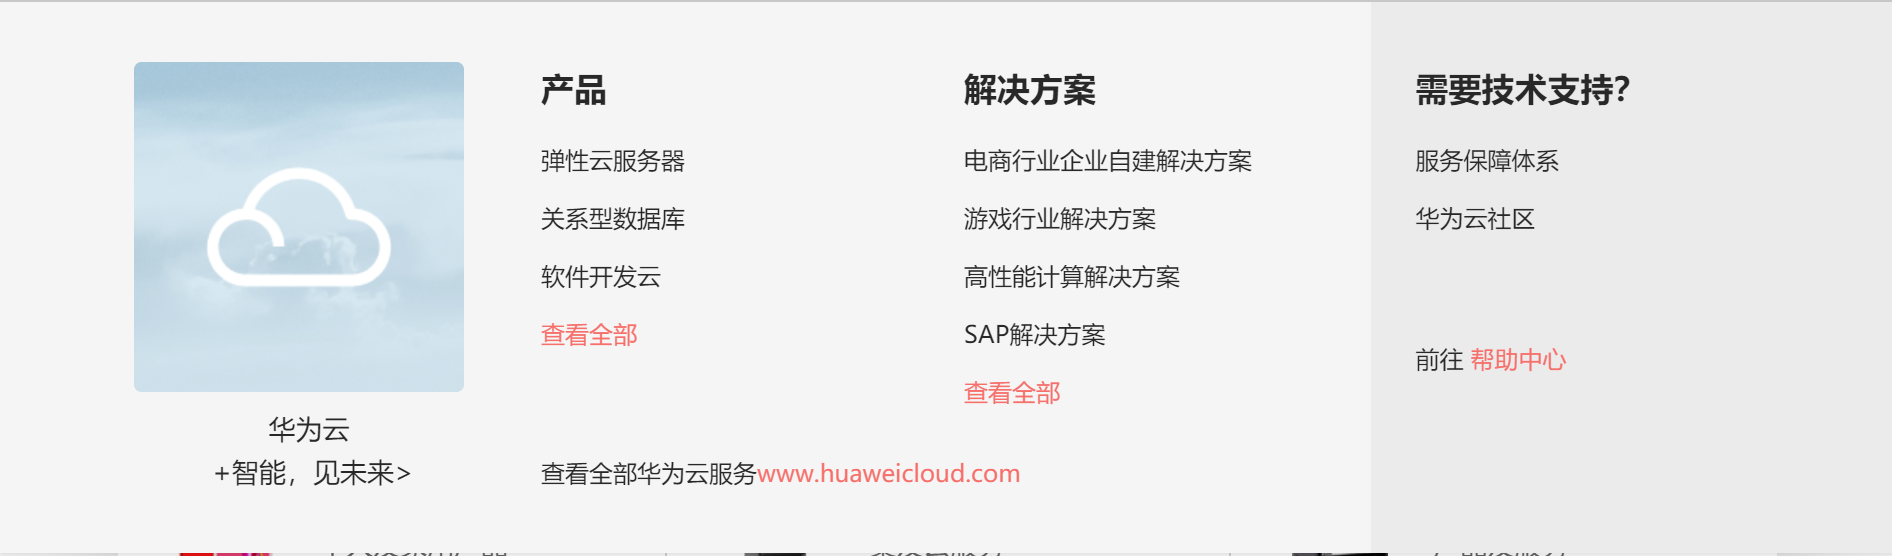 华为云
+智能，见未来>
产品
弹性云服务器
关系型数据库
软件开发云
查看全部
解决方案
电商行业企业自建解决方案
游戏行业解决方案
高性能计算解决方案
SAP解决方案
查看全部
查看全部华为云服务www.huaweicloud.com
需要技术支持?
服务保障体系
华为云社区
前往 帮助中心